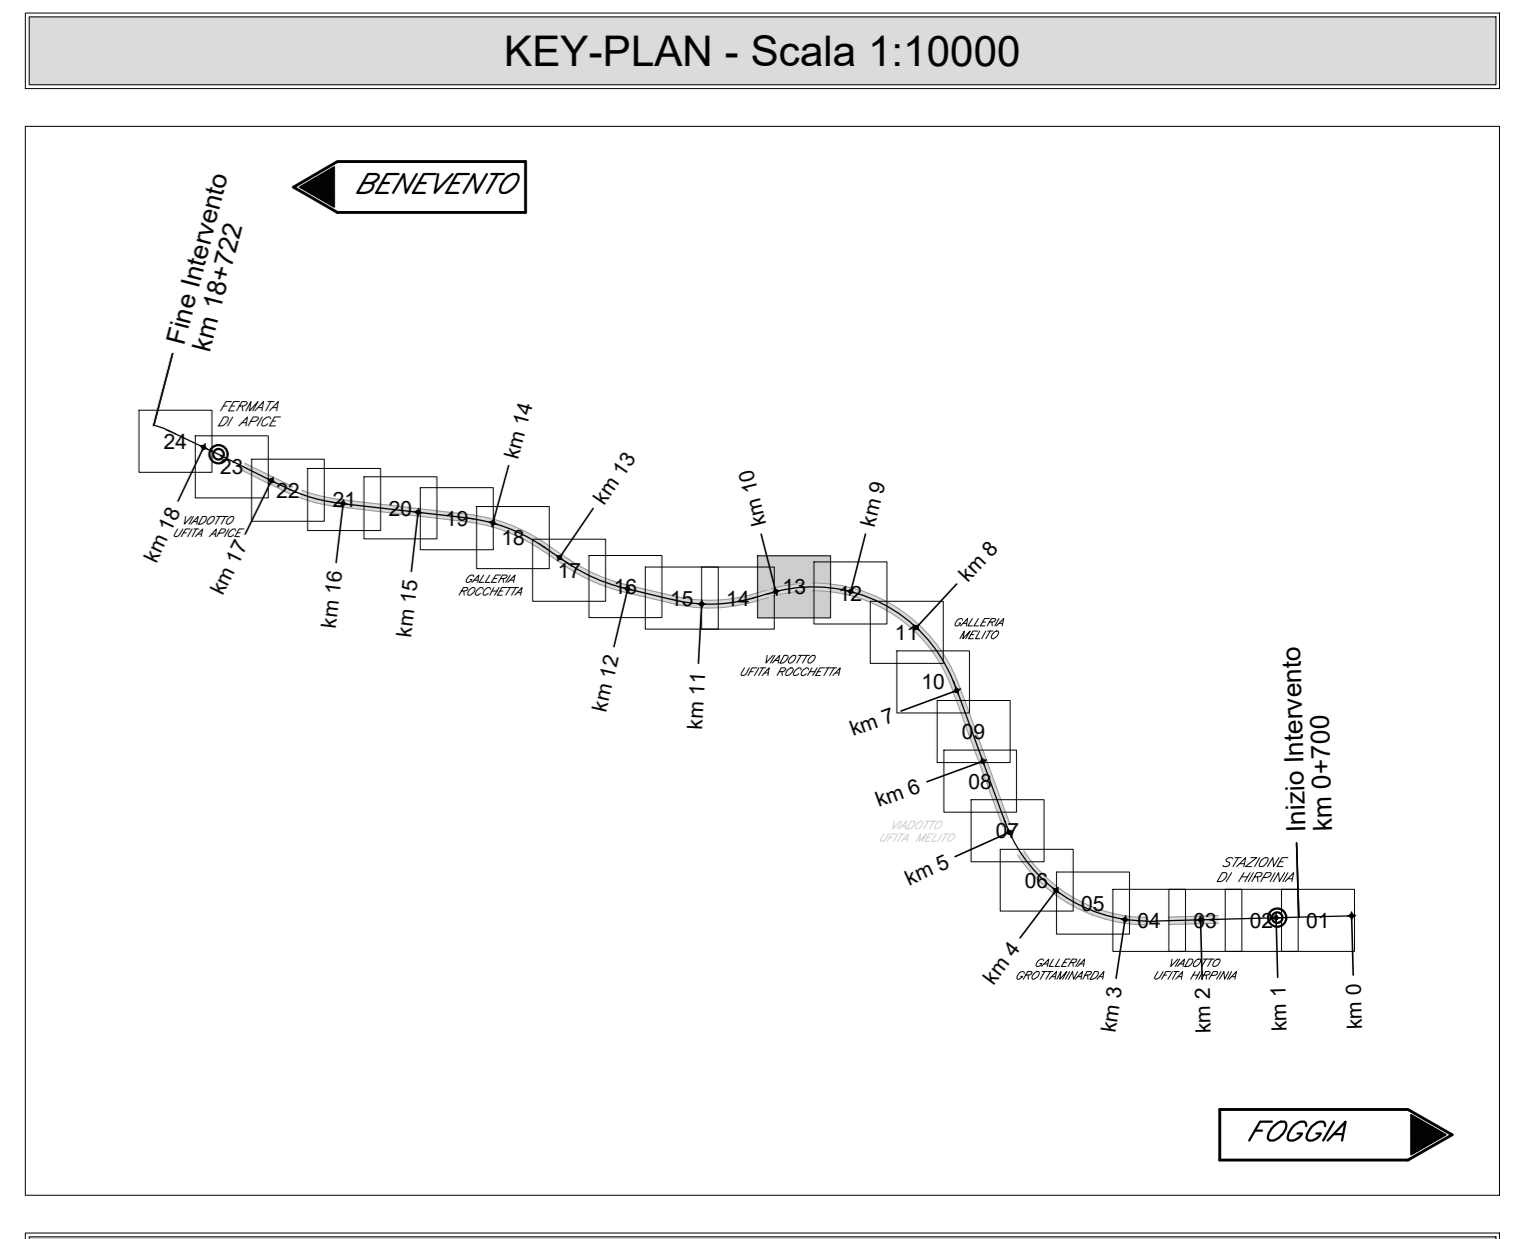 KEY-PLAN - Scala 1:10000
BENEVENTO
Fine Intervento
km 18+722
FERMATA
DI APICE
24
23
22
21
20
19
18
17
16
15
14
13
12
11
10
09
08
07
06
05
04
03
02
01
km 18
VIADOTTO
UFITA APICE
km 17
km 16
km 15
km 14
GALLERIA
ROCCHETTA
km 13
km 12
km 11
km 10
VIADOTTO
UFITA ROCCHETTA
km 9
km 8
GALLERIA
MELITO
km 7
km 6
VIADOTTO
UFITA MELITO
km 5
km 4
GALLERIA
GROTTAMINARDA
km 3
VIADOTTO
UFITA HIRPINIA
km 2
STAZIONE
DI HIRPINIA
km 1
Inizio Intervento
km 0+700
km 0
FOGGIA